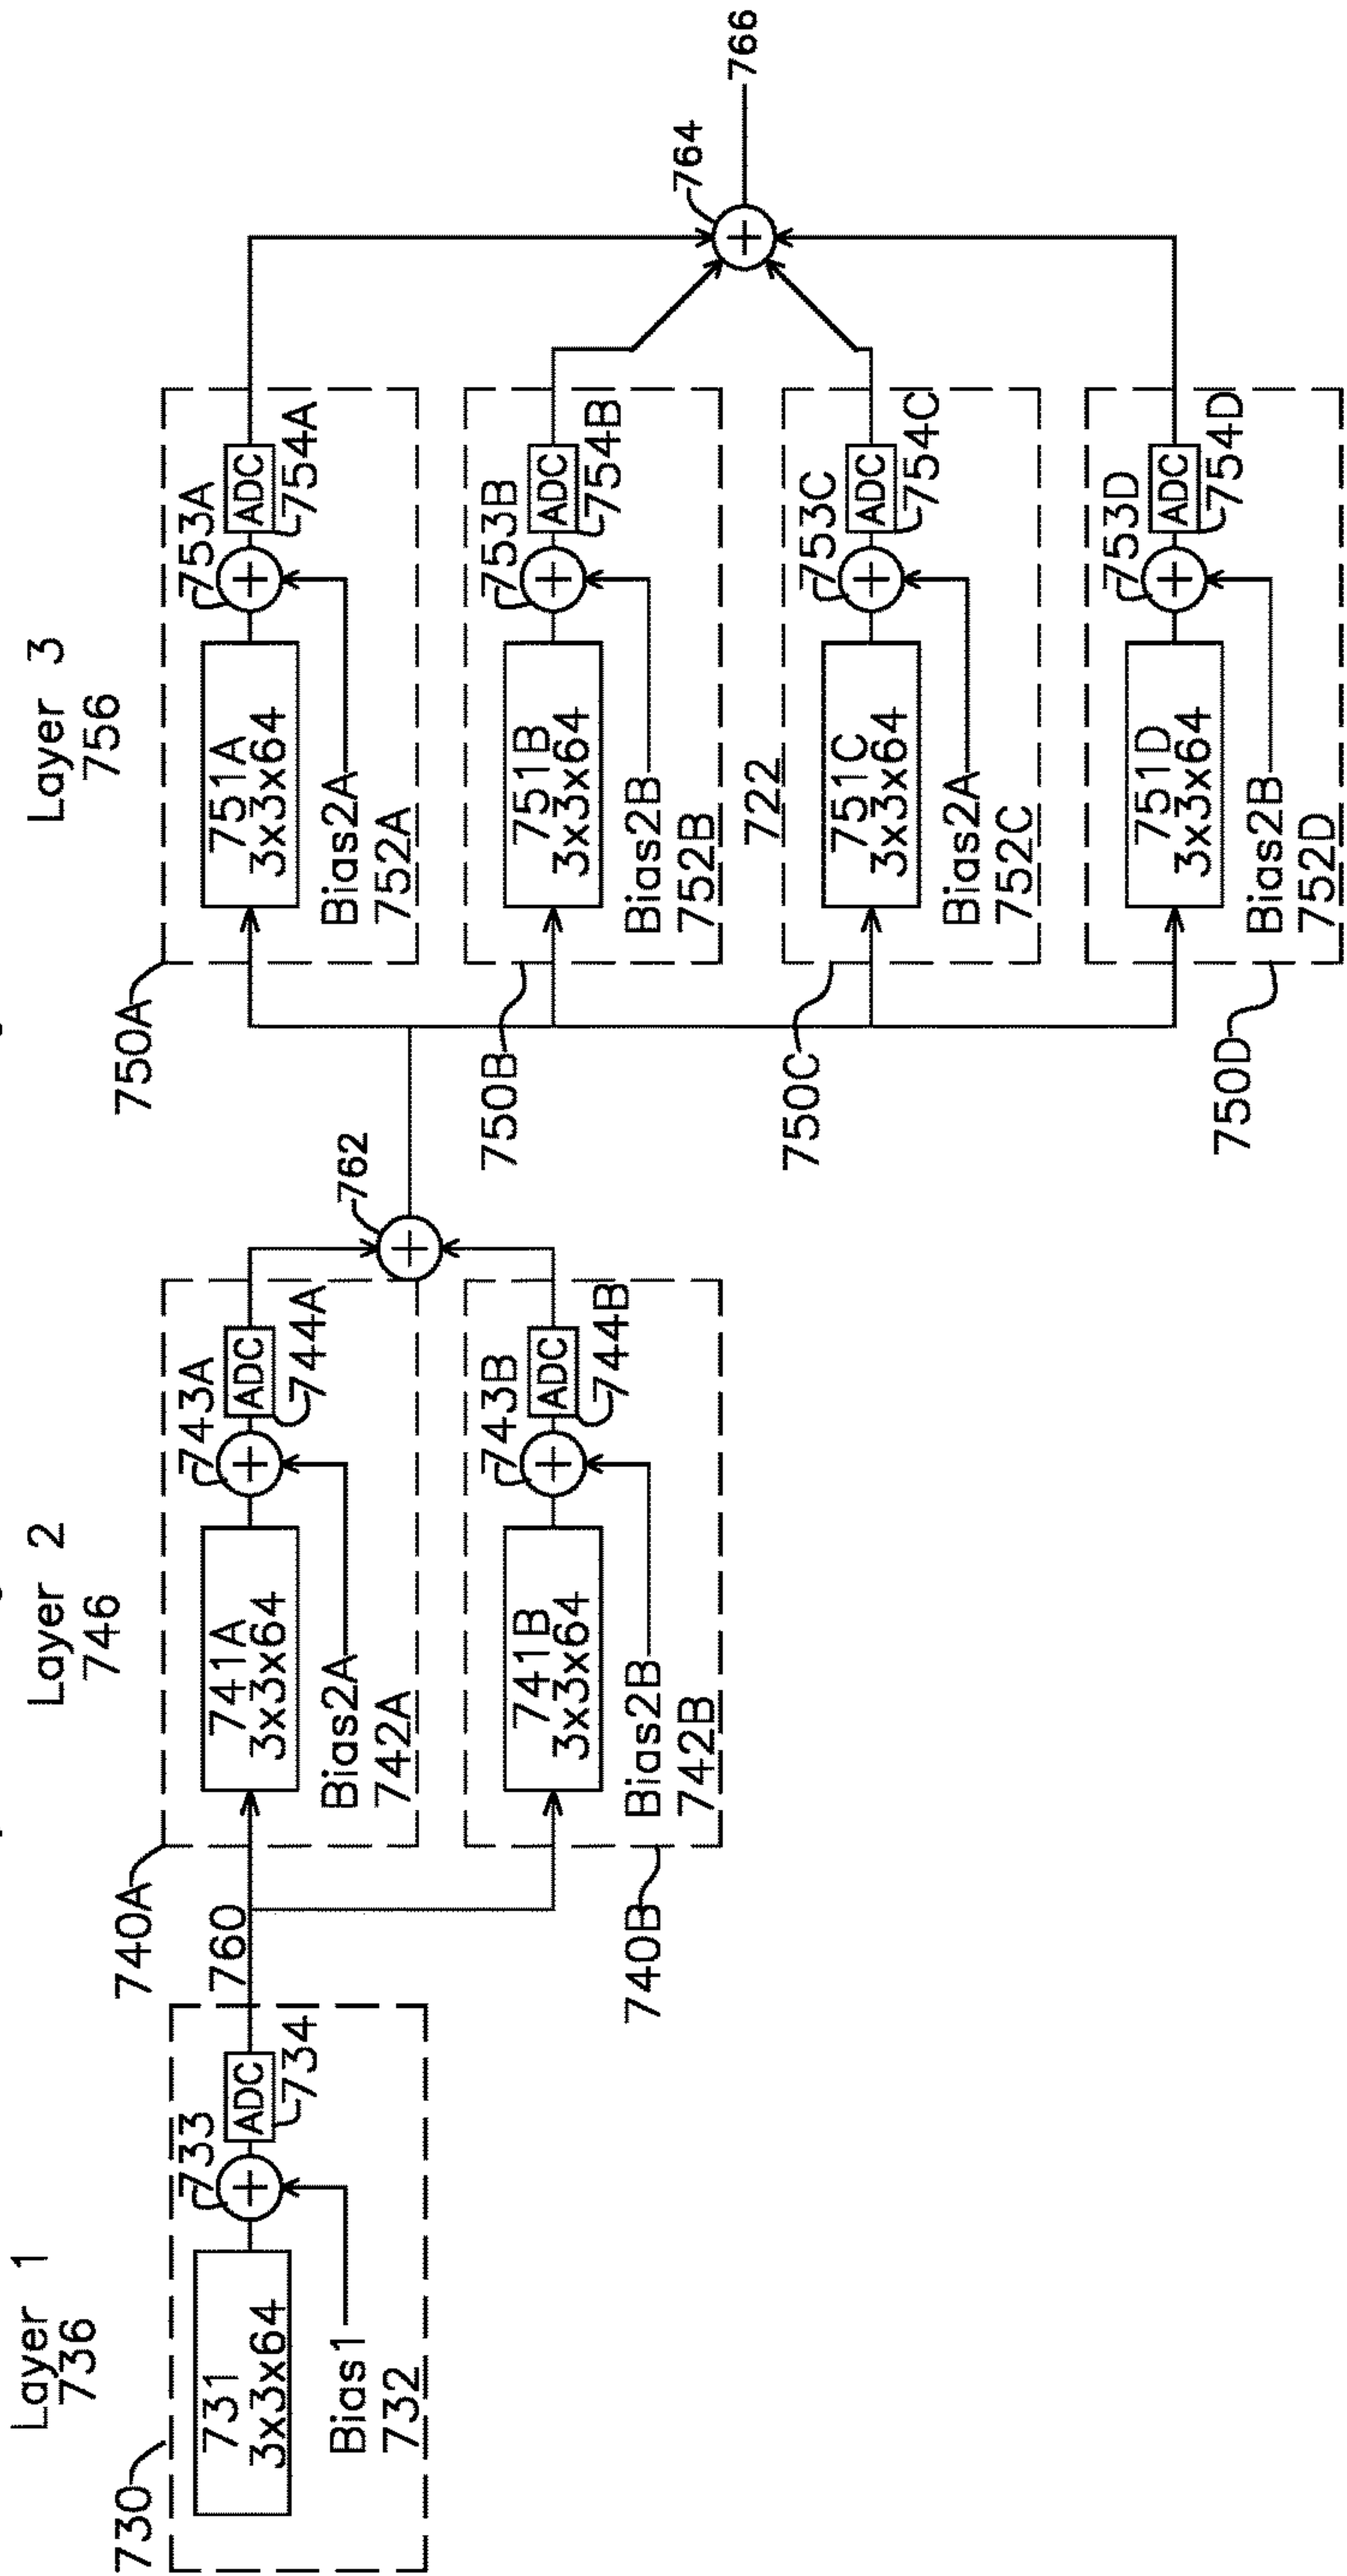 Layer 1
736
730
731
3x3x64
733
ADC
734
Bias1
732
760
Layer 2
746
740A
741A
3x3x64
743A
ADC
744A
Bias2A
742A
740B
741B
3x3x64
743B
ADC
744B
Bias2B
742B
762
Layer 3
756
750A
751A
3x3x64
753A
ADC
754A
Bias2A
752A
750B
751B
3x3x64
753B
ADC
754B
Bias2B
752B
722
750C
751C
3x3x64
753C
ADC
754C
Bias2A
752C
750D
751D
3x3x64
753D
ADC
754D
Bias2B
752D
764
766